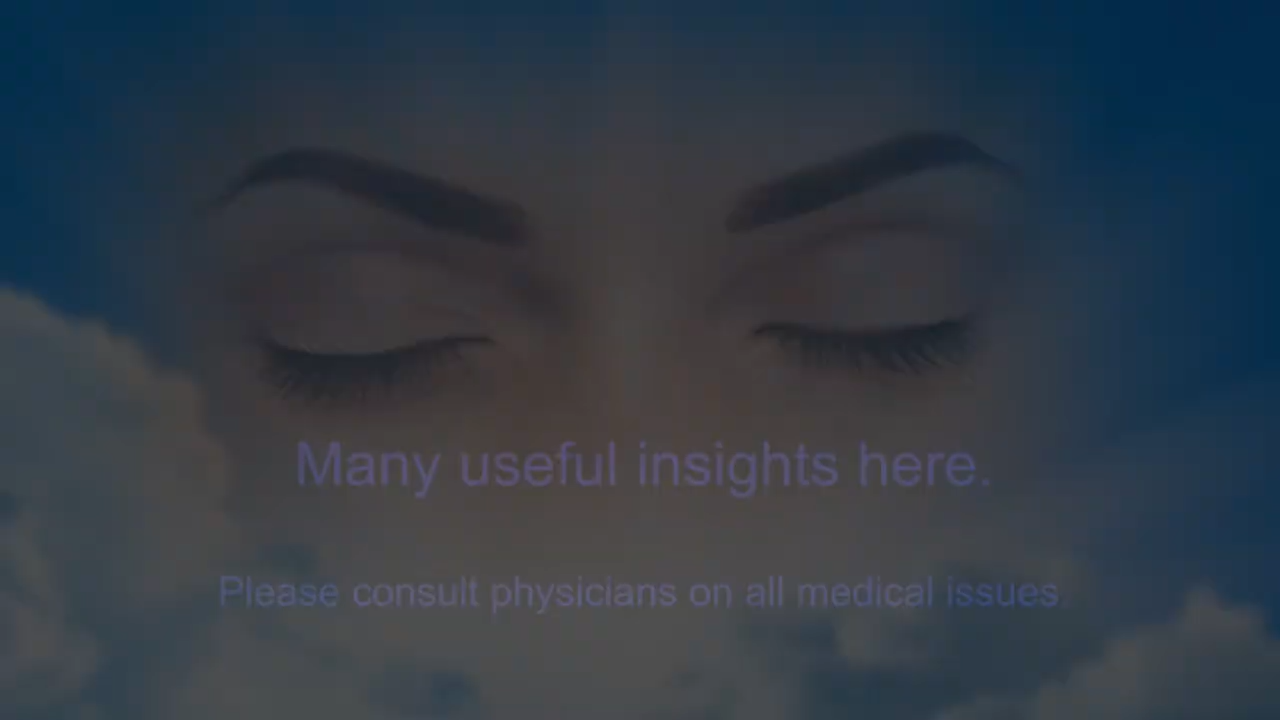 Many useful insights here.
Please consult physicians on all medical issues.